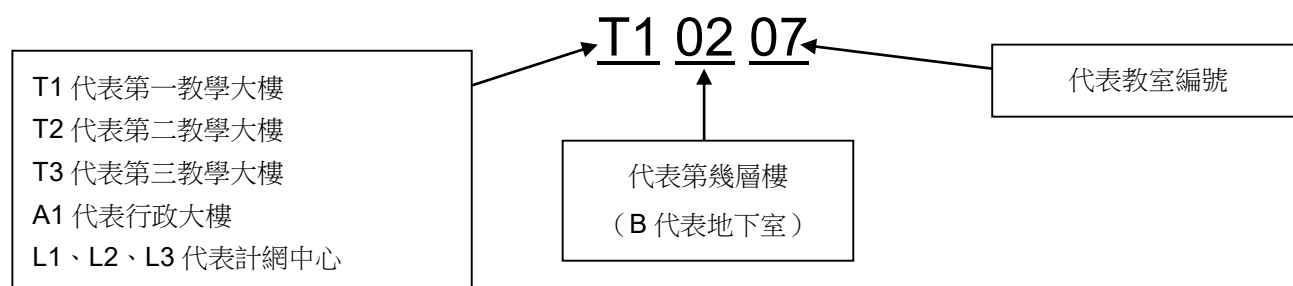 T1 02 07
T1 代表第一教學大樓
T2 代表第二教學大樓
T3 代表第三教學大樓
A1 代表行政大樓
L1、L2、L3 代表計網中心
代表第幾層樓
（B 代表地下室）
代表教室編號